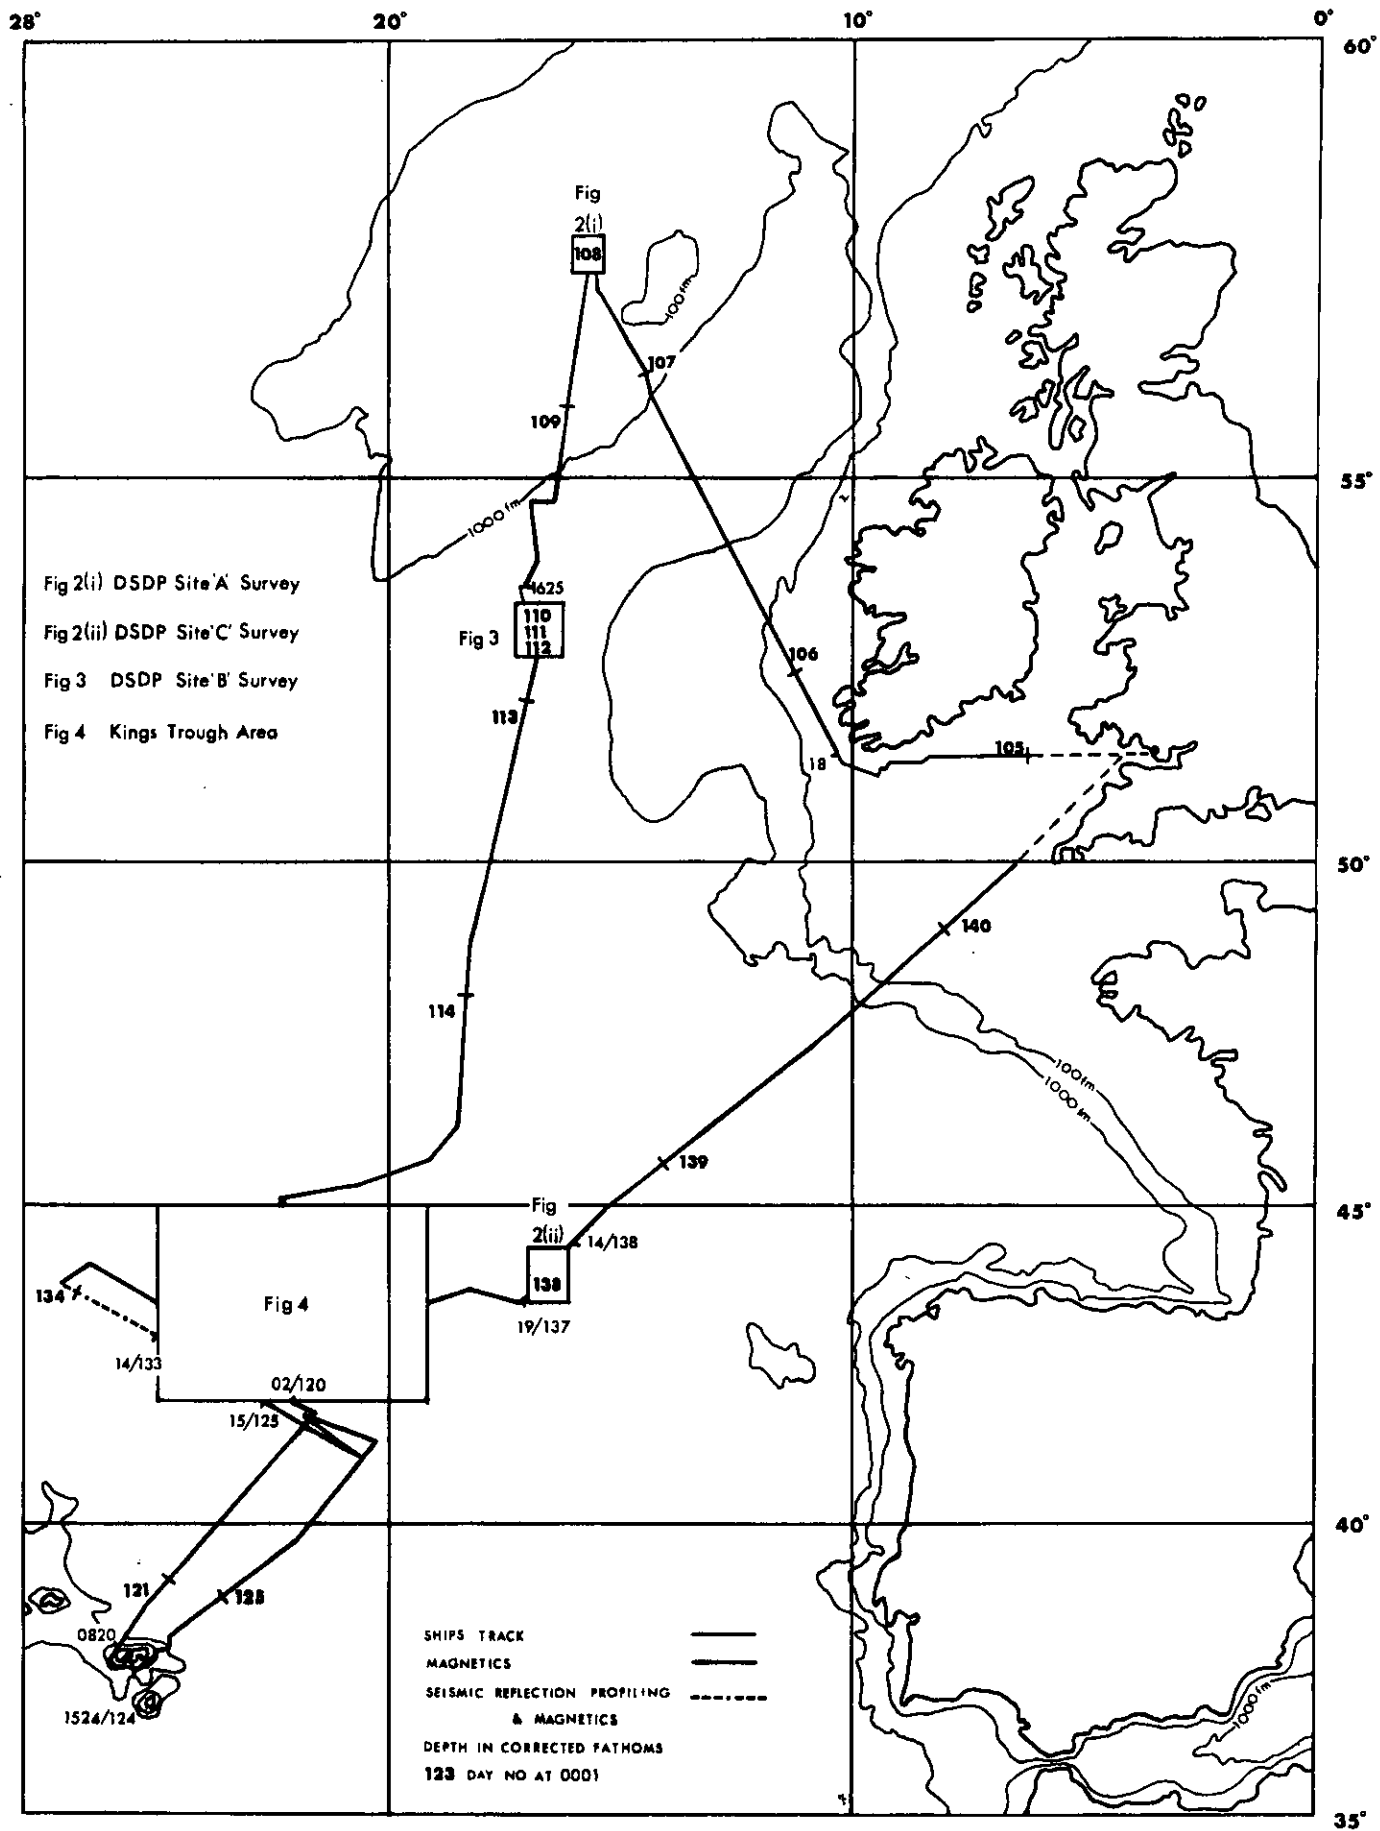 28° 20° 10° 0°
60°
Fig
2(i)
108
100 fm
107
109
55°
1000 fm
Fig 2(i) DSDP Site 'A' Survey
Fig 2(ii) DSDP Site 'C' Survey
Fig 3 DSDP Site 'B' Survey
Fig 4 Kings Trough Area
1625
110
111
112
Fig 3
106
113
18
105
50°
140
114
100 fm
1000 fm
139
45°
Fig
2(ii)
14/138
138
134
Fig 4
19/137
14/133
02/120
15/125
40°
121
125
0820
1524/124
SHIPS TRACK
MAGNETICS
SEISMIC REFLECTION PROFILING
& MAGNETICS
DEPTH IN CORRECTED FATHOMS
123 DAY NO AT 0001
1000 fm
35°